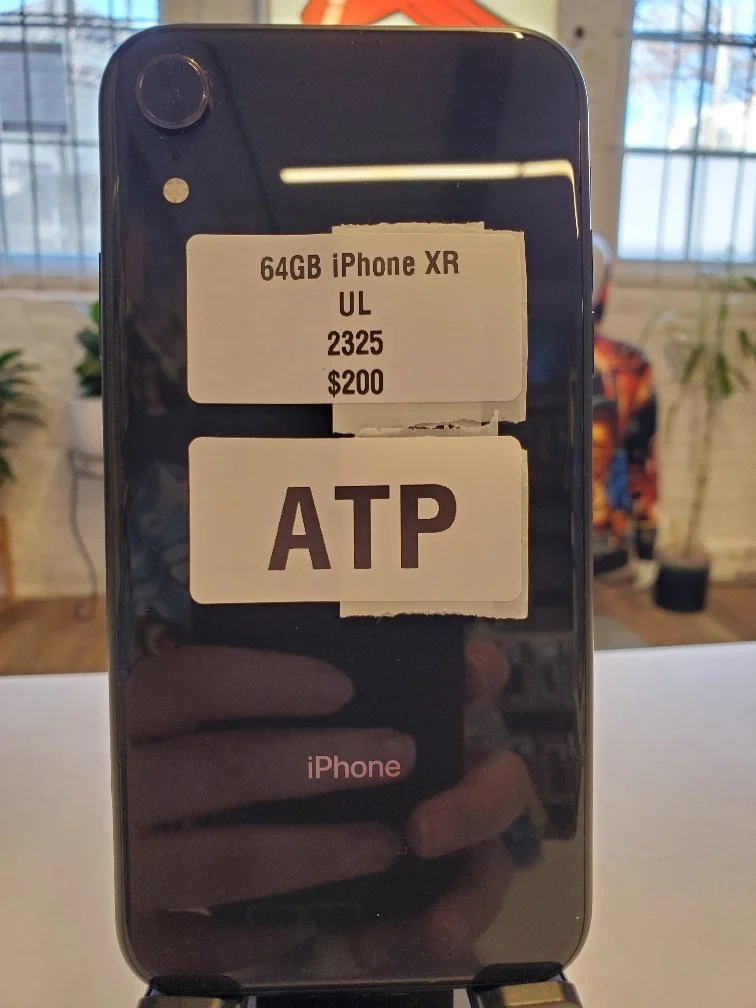 64GB iPhone XR
UL
2325
$200
ATP
iPhone